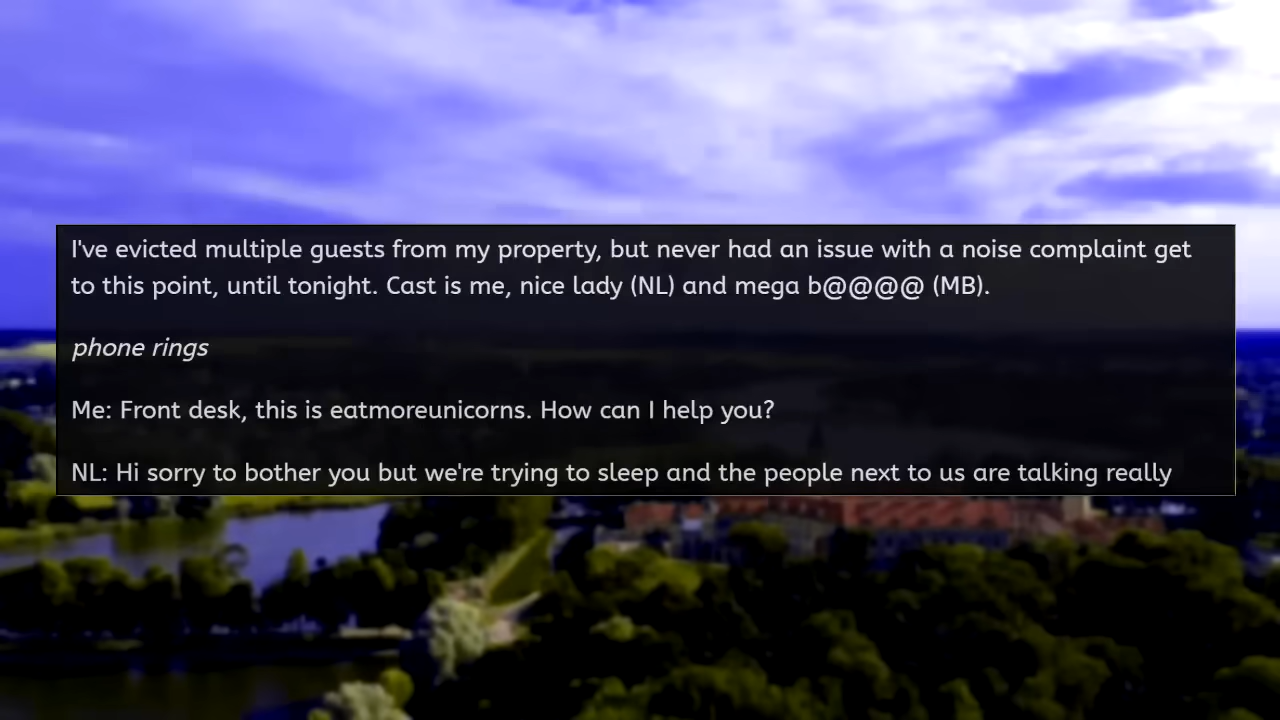 I've evicted multiple guests from my property, but never had an issue with a noise complaint get
to this point, until tonight. Cast is me, nice lady (NL) and mega b@@@@ (MB).
phone rings
Me: Front desk, this is eatmoreunicorns. How can I help you?
NL: Hi sorry to bother you but we're trying to sleep and the people next to us are talking really